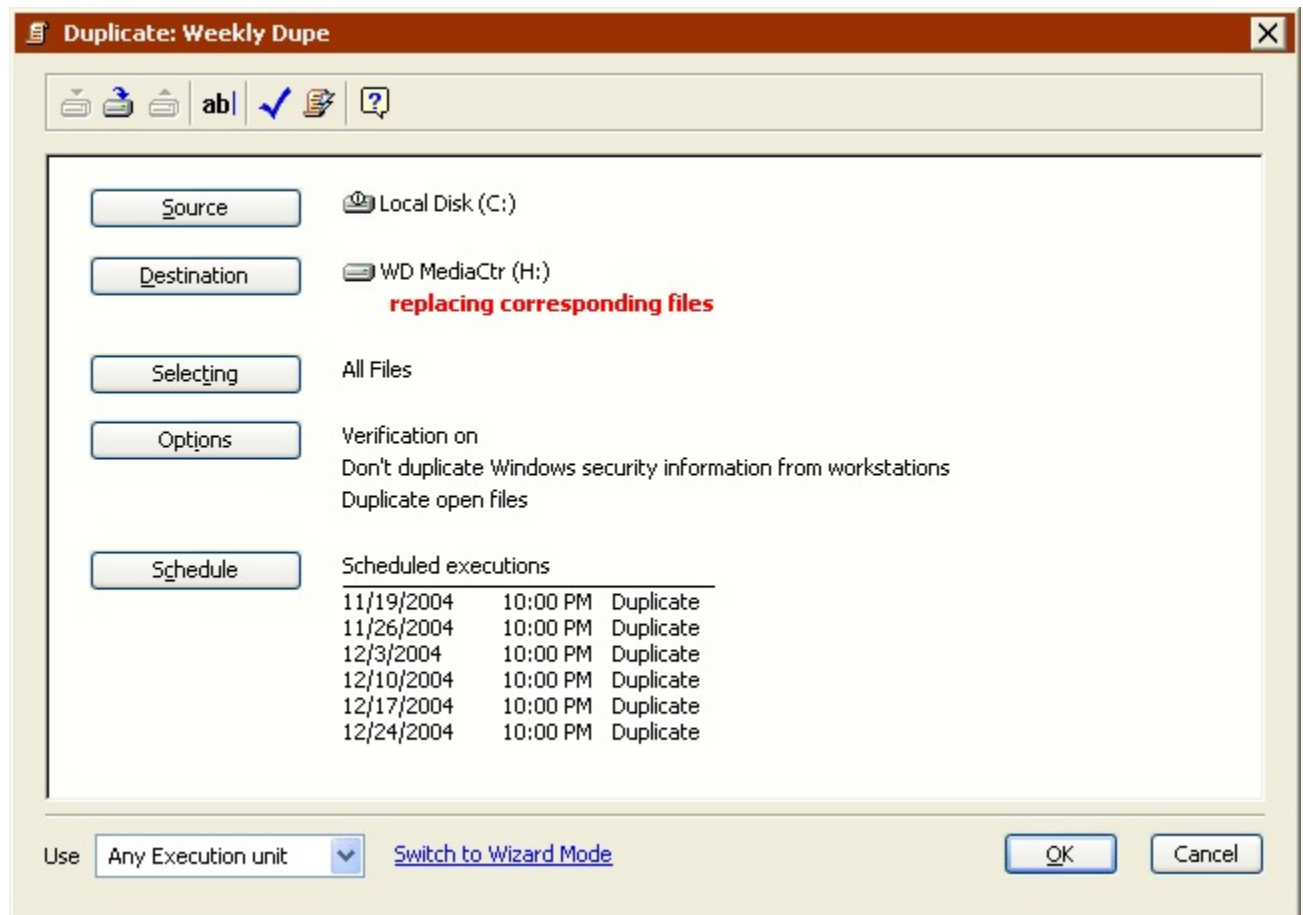 Duplicate: Weekly Dupe
ab
Source Local Disk (C:)
Destination WD MediaCtr (H:)
replacing corresponding files
Selecting All Files
Options Verification on
Don't duplicate Windows security information from workstations
Duplicate open files
Schedule Scheduled executions
11/19/2004 10:00 PM Duplicate
11/26/2004 10:00 PM Duplicate
12/3/2004 10:00 PM Duplicate
12/10/2004 10:00 PM Duplicate
12/17/2004 10:00 PM Duplicate
12/24/2004 10:00 PM Duplicate
Use Any Execution unit Switch to Wizard Mode OK Cancel